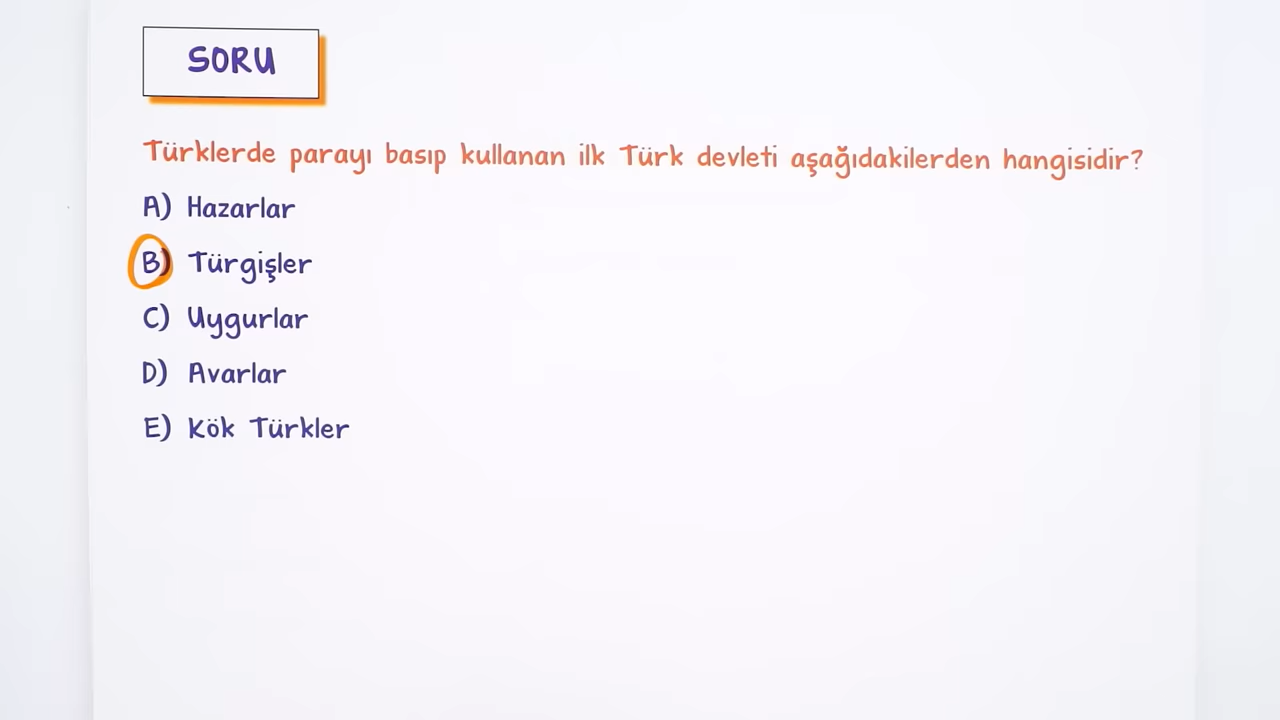 SORU
Türklerde parayı basıp kullanan ilk Türk devleti aşağıdakilerden hangisidir?
A) Hazarlar
B) Türgişler
C) Uygurlar
D) Avarlar
E) Kök Türkler